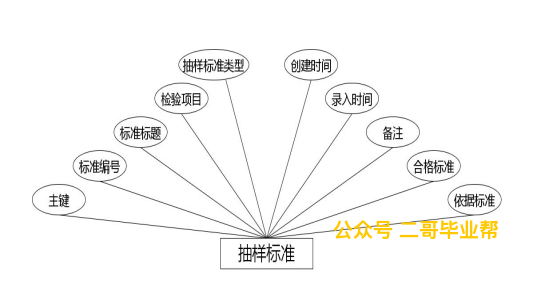 抽样标准类型
创建时间
检验项目
录入时间
标准标题
备注
标准编号
合格标准
主键
依据标准
公众号 二哥毕业帮
抽样标准